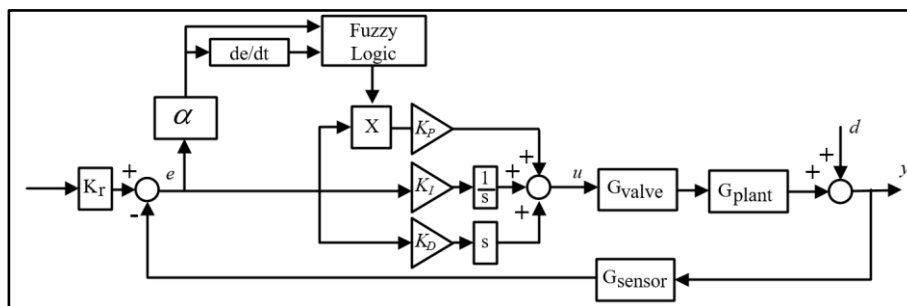 Fuzzy
Logic
de/dt
α
X
K_P
d
K_r
+
-
e
K_I
1/s
+
+
+
u
G_valve
G_plant
+
+
y
K_D
s
G_sensor